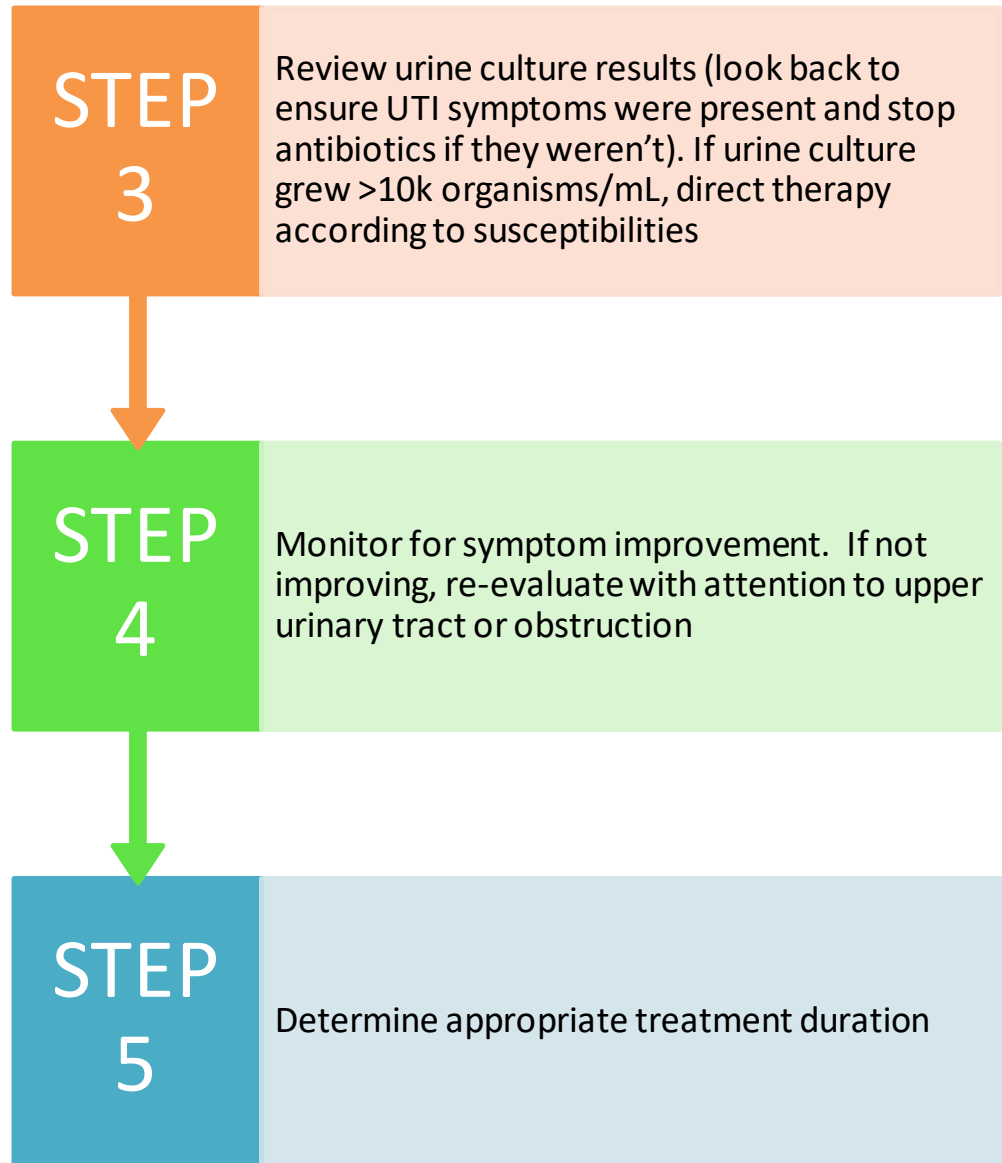 STEP
3
Review urine culture results (look back to
ensure UTI symptoms were present and stop
antibiotics if they weren’t). If urine culture
grew >10k organisms/mL, direct therapy
according to susceptibilities
STEP
4
Monitor for symptom improvement.  If not
improving, re-evaluate with attention to upper
urinary tract or obstruction
STEP
5
Determine appropriate treatment duration